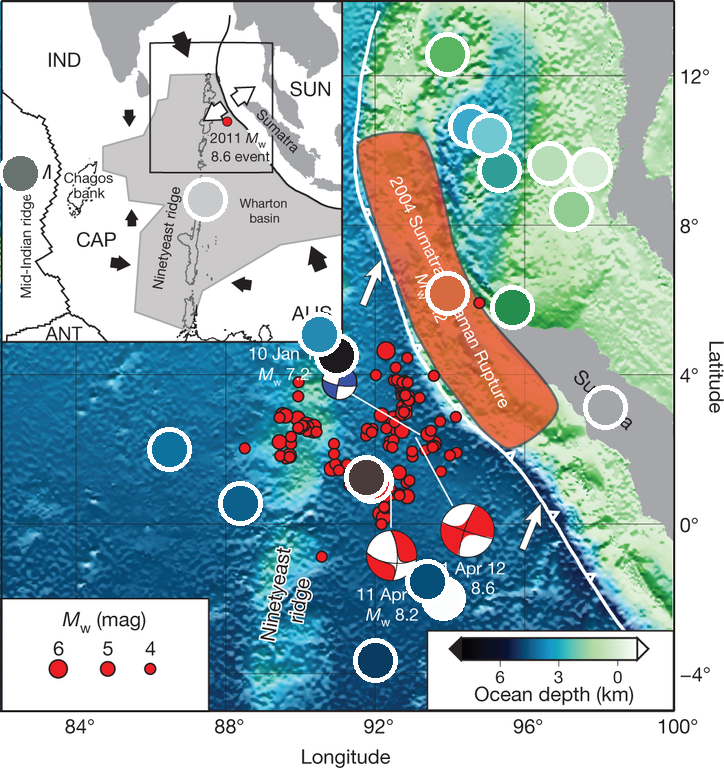 IND
SUN
Sumatra
2011 Mw
8.6 event
Chagos
bank
Mid-Indian ridge
Ninetyeast ridge
Wharton
basin
CAP
ANT
12°
8°
4°
0°
−4°
Latitude
10 Jan
Mw 7.2
Ninetyeast
ridge
11 Apr
Mw 8.2
Apr 12
8.6
Rupture
2004
Mw (mag)
6 5 4
6 3 0
Ocean depth (km)
84° 88° 92° 96° 100°
Longitude